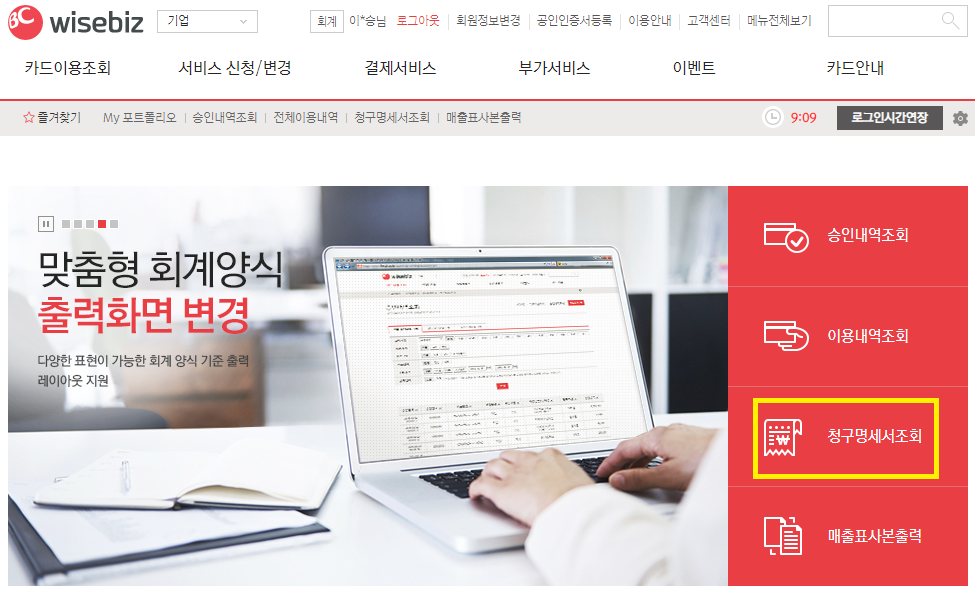 BC wisebiz 기업 회계 이*승님 로그아웃 회원정보변경 공인인증서등록 이용안내 고객센터 메뉴전체보기
카드이용조회 서비스 신청/변경 결제서비스 부가서비스 이벤트 카드안내
즐겨찾기 My 포트폴리오 승인내역조회 전체이용내역 청구명세서조회 매출표사본출력 9:09 로그인시간연장
맞춤형 회계양식
출력화면 변경
다양한 표현이 가능한 회계 양식 기준 출력
레이아웃 지원
wisebiz
승인내역조회
이용내역조회
청구명세서조회
매출표사본출력